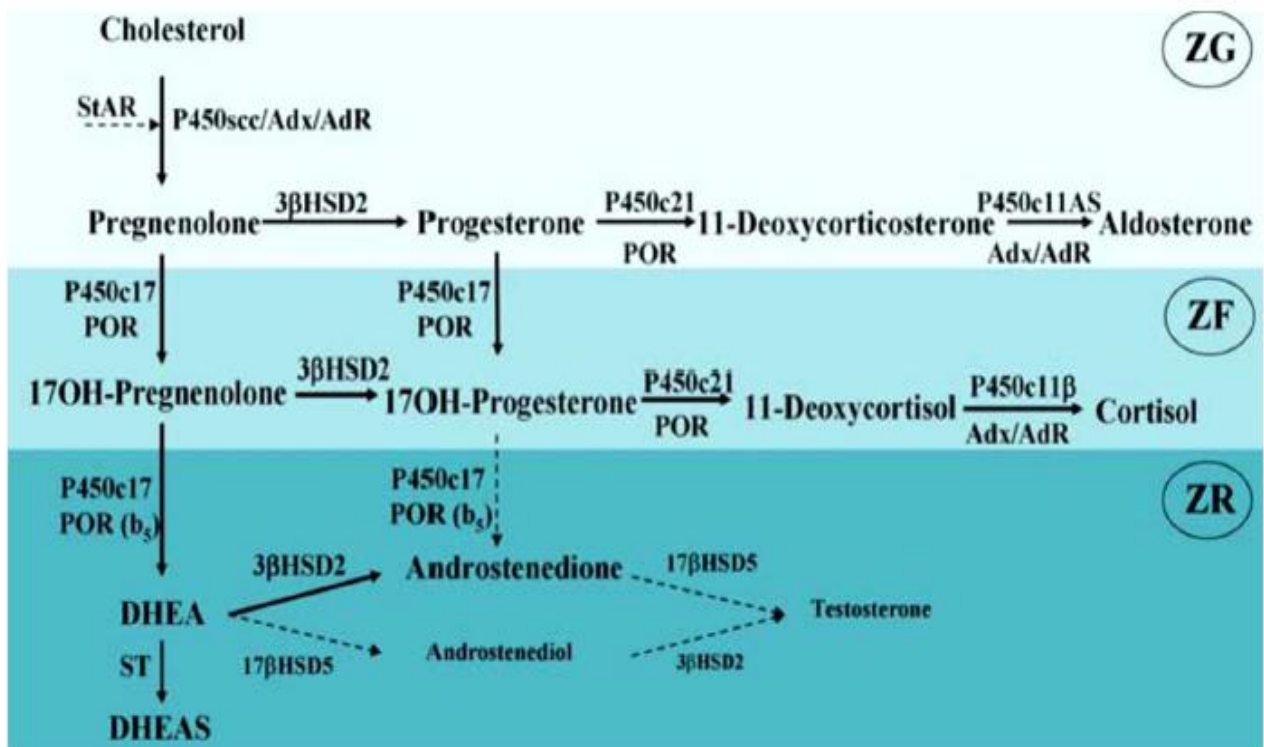 Cholesterol
ZG
StAR
P450scc/Adx/AdR
3βHSD2
P450c21
P450c11AS
Pregnenolone
Progesterone
11-Deoxycorticosterone
Aldosterone
POR
Adx/AdR
P450c17
POR
P450c17
POR
ZF
3βHSD2
P450c21
P450c11β
17OH-Pregnenolone
17OH-Progesterone
11-Deoxycortisol
Cortisol
POR
Adx/AdR
P450c17
POR (b₅)
P450c17
POR (b₅)
ZR
3βHSD2
Androstenedione
17βHSD5
DHEA
Testosterone
ST
17βHSD5
Androstenediol
3βHSD2
DHEAS